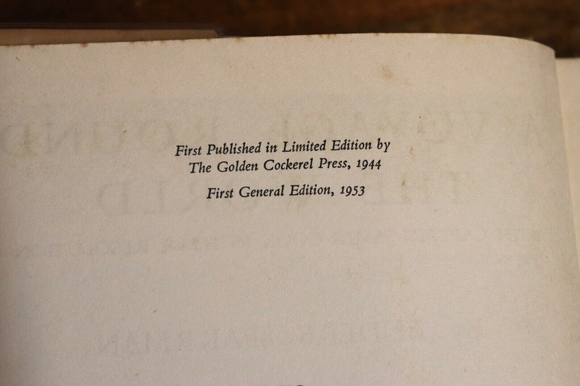 First Published in Limited Edition by
The Golden Cockerel Press, 1944
First General Edition, 1953